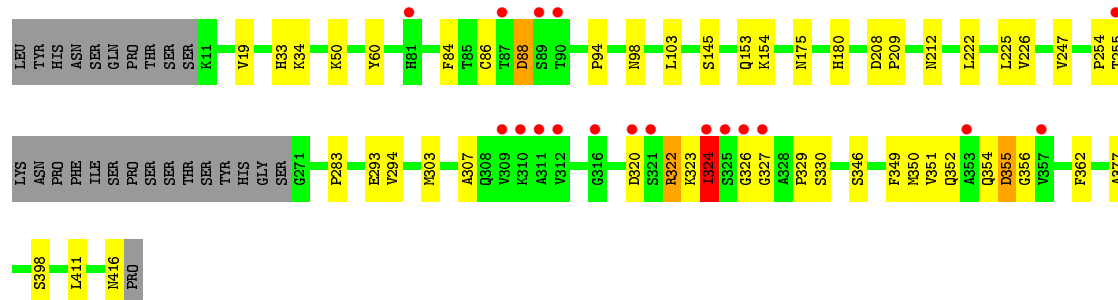 LEU TYR HIS ASN SER GLN PRO THR SER SER K11 V19 H33 K34 K50 Y60 H81 F84 T85 C86 T87 D88 S89 T90 P94 N98 L103 S145 Q153 K154 N175 H180 D208 P209 N212 L222 L225 V226 V247 P254 T255
LYS ASN PRO PHE ILE SER PRO SER SER THR SER TYR HIS GLY SER G271 P283 E293 V294 M303 A307 Q308 V309 K310 A311 V312 G316 D320 S321 R322 K323 I324 S325 G326 G327 A328 P329 S330 S346 F349 M350 V351 Q352 A353 Q354 D355 G356 V357 F362 A377
S398 L411 N416 PRO